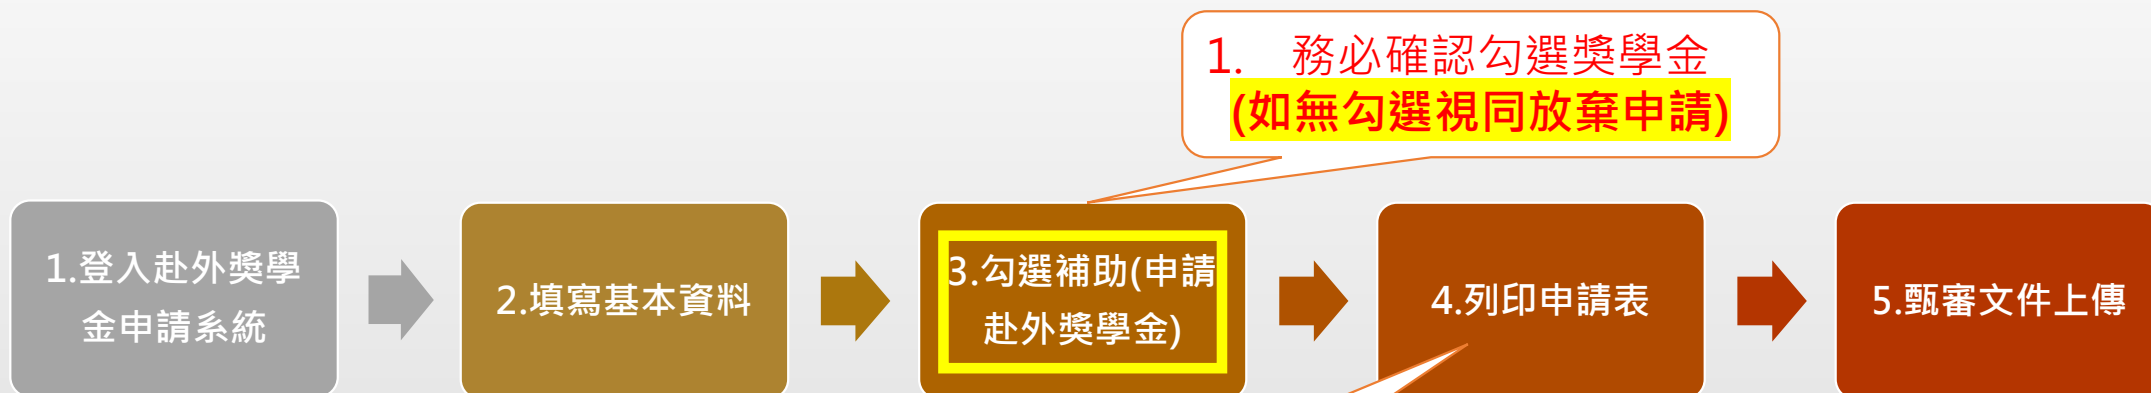 1. 務必確認勾選獎學金
(如無勾選視同放棄申請)
1.登入赴外獎學
金申請系統
2.填寫基本資料
3.勾選補助(申請
赴外獎學金)
4.列印申請表
5.甄審文件上傳